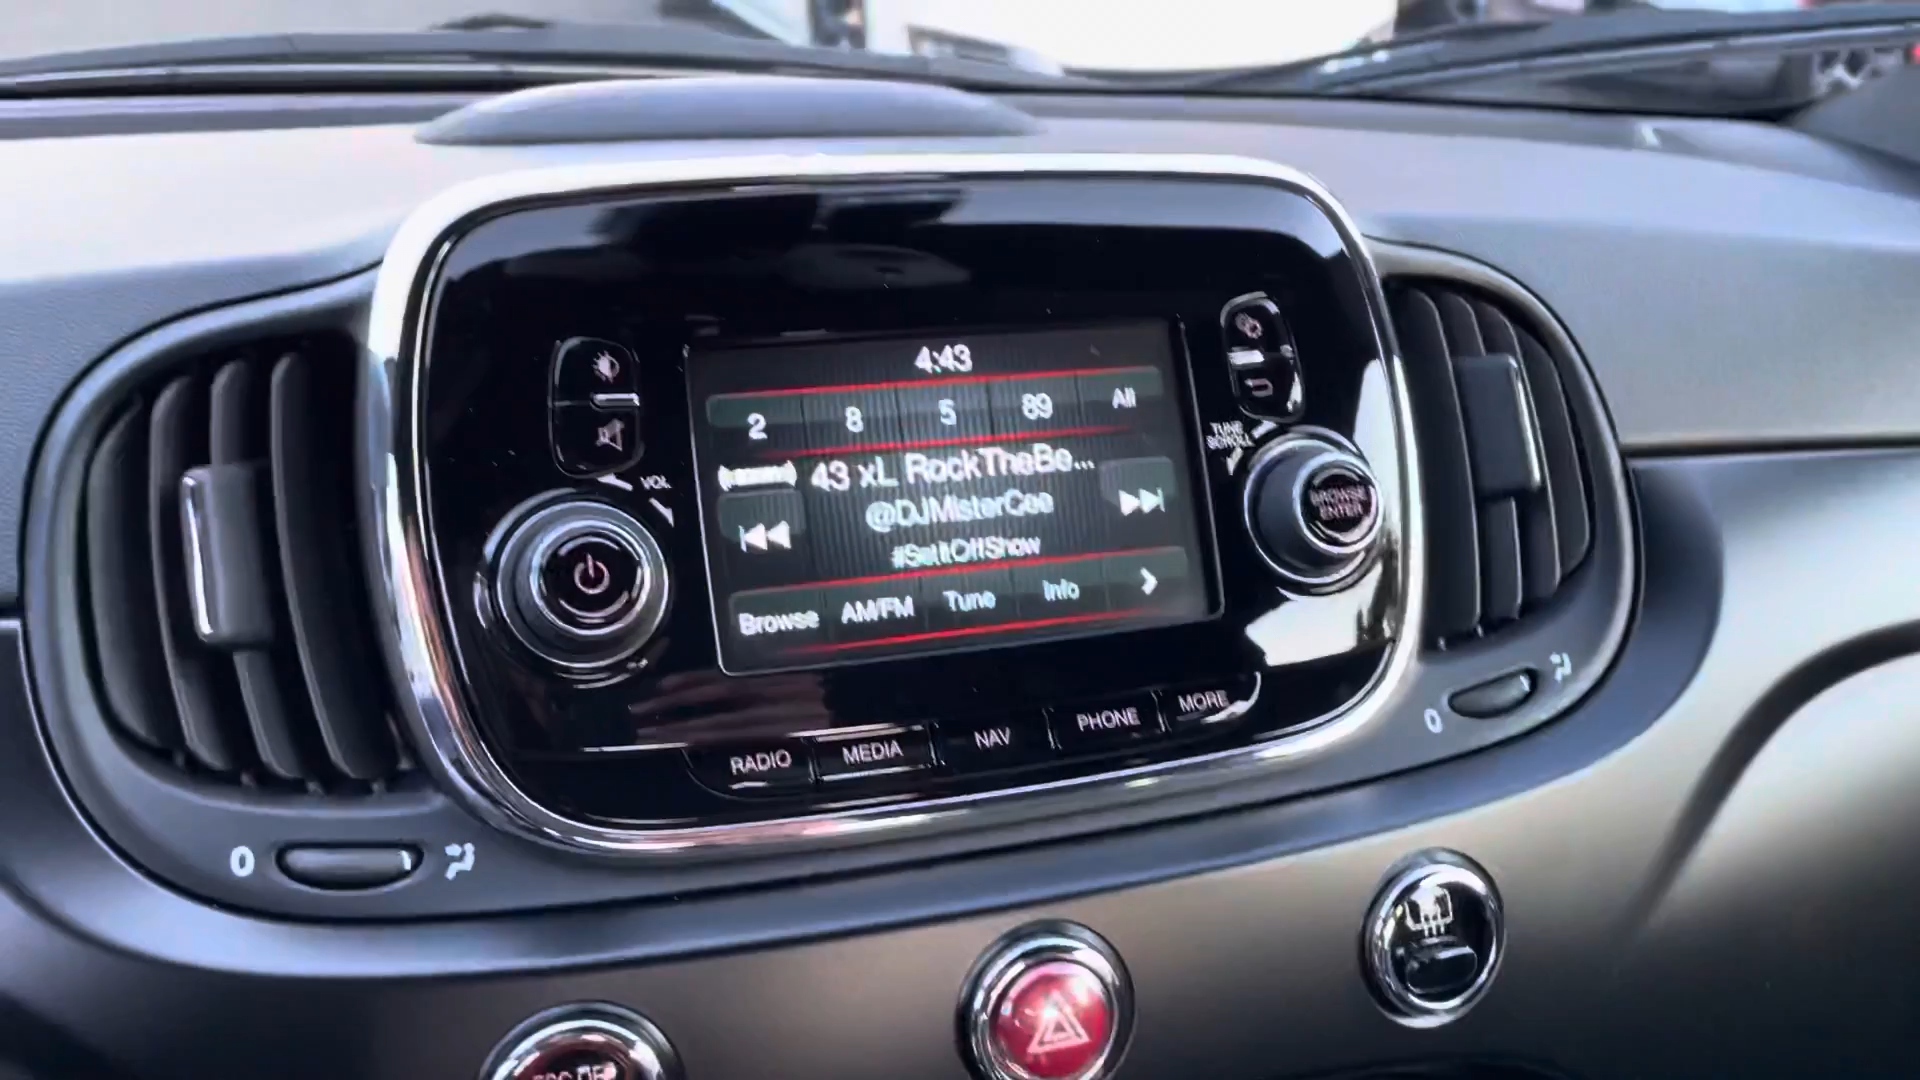 4:43
2 8 5 89 All
43 xL RockTheBe...
@DJMisterCee
#SetItOffShow
Browse AM/FM Tune Info
VOL
TUNE
SCROLL
BROWSE
ENTER
RADIO MEDIA NAV PHONE MORE
0
0